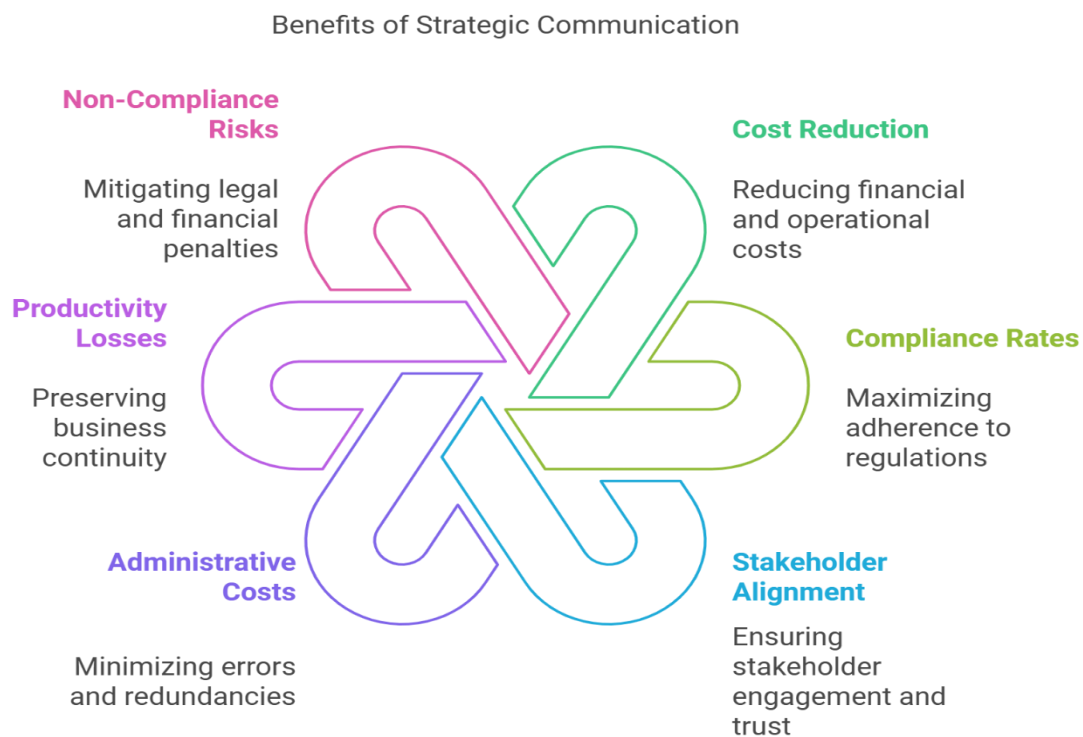 Benefits of Strategic Communication
Non-Compliance
Risks
Mitigating legal
and financial
penalties
Cost Reduction
Reducing financial
and operational
costs
Productivity
Losses
Preserving
business
continuity
Compliance Rates
Maximizing
adherence to
regulations
Administrative
Costs
Minimizing errors
and redundancies
Stakeholder
Alignment
Ensuring
stakeholder
engagement and
trust